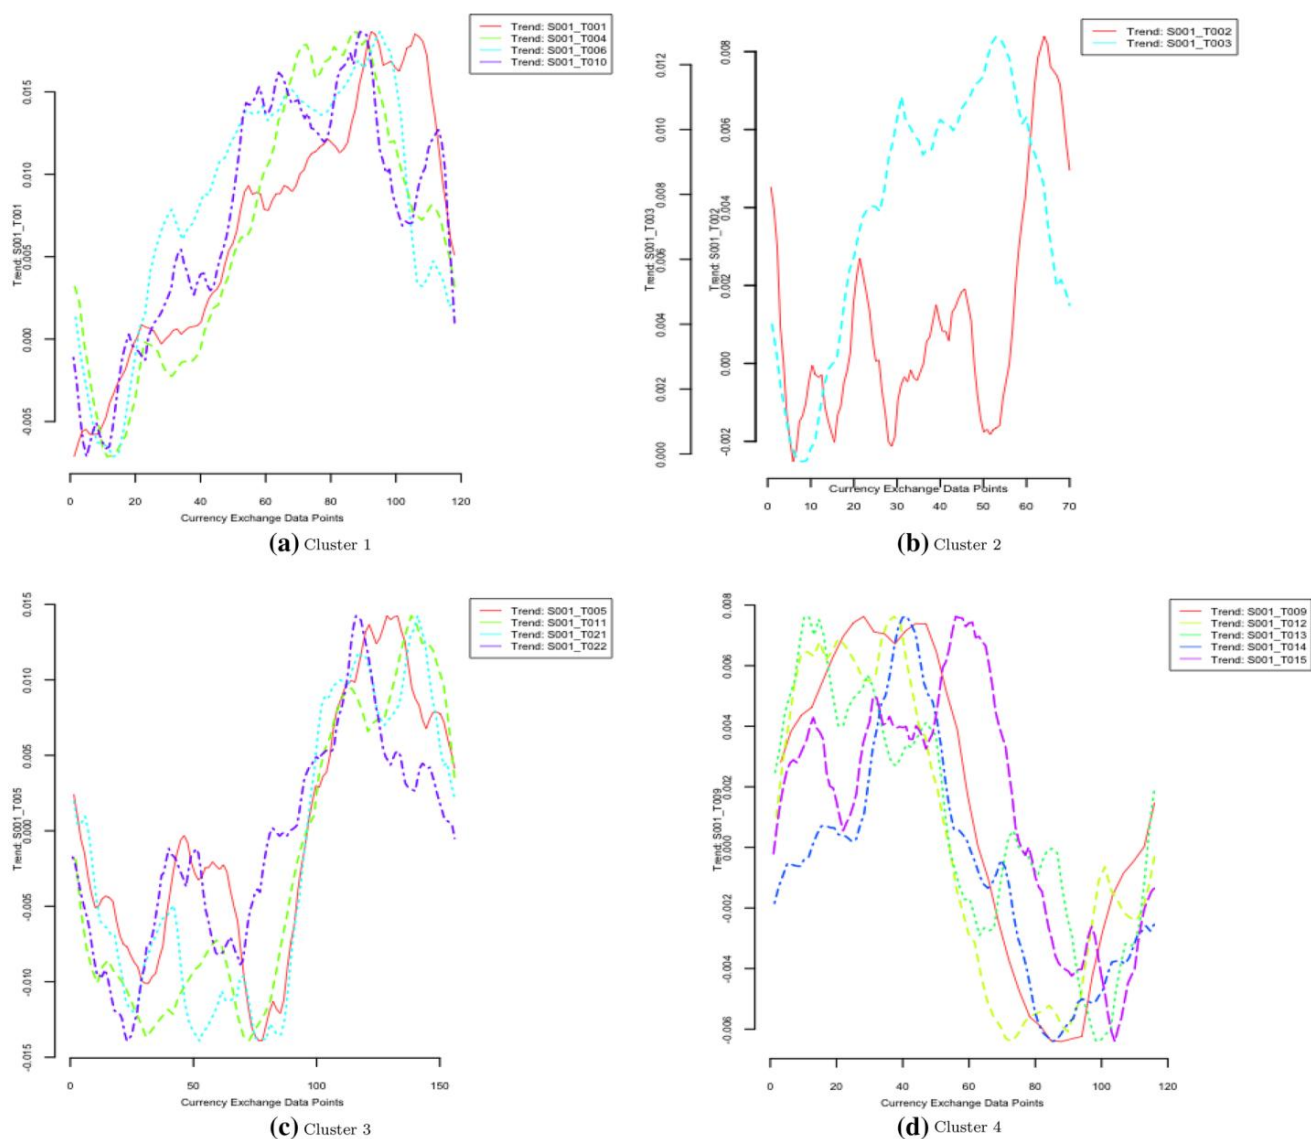 Trend: S001_T001
Trend: S001_T004
Trend: S001_T006
Trend: S001_T010
Trend: S001_T001
0.015
0.010
0.005
0.000
-0.005
0 20 40 60 80 100 120
Currency Exchange Data Points
(a) Cluster 1
Trend: S001_T002
Trend: S001_T003
Trend: S001_T003
0.012
0.010
0.008
0.006
0.004
0.002
0.000
Trend: S001_T002
0.008
0.006
0.004
0.002
0.000
-0.002
Currency Exchange Data Points
0 10 20 30 40 50 60 70
(b) Cluster 2
Trend: S001_T005
Trend: S001_T011
Trend: S001_T021
Trend: S001_T022
Trend: S001_T005
0.015
0.010
0.005
0.000
-0.005
-0.010
-0.015
0 50 100 150
Currency Exchange Data Points
(c) Cluster 3
Trend: S001_T009
Trend: S001_T012
Trend: S001_T013
Trend: S001_T014
Trend: S001_T015
Trend: S001_T009
0.008
0.006
0.004
0.002
0.000
-0.002
-0.004
-0.006
0 20 40 60 80 100 120
Currency Exchange Data Points
(d) Cluster 4